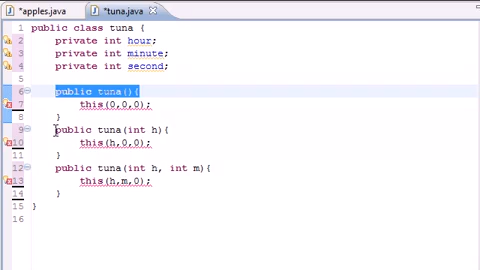 *apples.java *tuna.java
1 public class tuna {
2 private int hour;
3 private int minute;
4 private int second;
5
6 public tuna(){
7 this(0,0,0);
8 }
9 public tuna(int h){
10 this(h,0,0);
11 }
12 public tuna(int h, int m){
13 this(h,m,0);
14 }
15 }
16